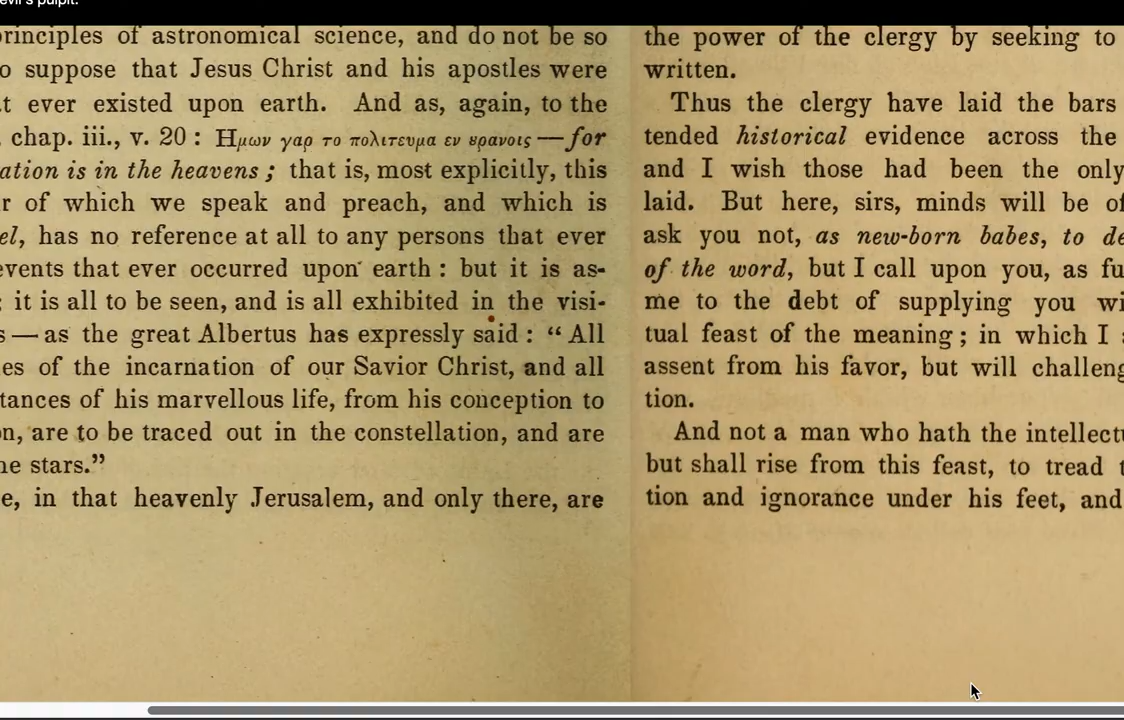 evil's pulpit.
principles of astronomical science, and do not be so
o suppose that Jesus Christ and his apostles were
t ever existed upon earth. And as, again, to the
chap. iii., v. 20 : Ημων γαρ το πολιτευμα εν ȣρανοις —for
ation is in the heavens ; that is, most explicitly, this
r of which we speak and preach, and which is
el, has no reference at all to any persons that ever
events that ever occurred upon earth : but it is as-
; it is all to be seen, and is all exhibited in the visi-
s — as the great Albertus has expressly said : “ All
es of the incarnation of our Savior Christ, and all
tances of his marvellous life, from his conception to
on, are to be traced out in the constellation, and are
he stars.”
e, in that heavenly Jerusalem, and only there, are
the power of the clergy by seeking to
written.
Thus the clergy have laid the bars
tended historical evidence across the
and I wish those had been the only
laid. But here, sirs, minds will be of
ask you not, as new-born babes, to de
of the word, but I call upon you, as fu
me to the debt of supplying you wi
tual feast of the meaning ; in which I
assent from his favor, but will challeng
tion.
And not a man who hath the intellectu
but shall rise from this feast, to tread t
tion and ignorance under his feet, and